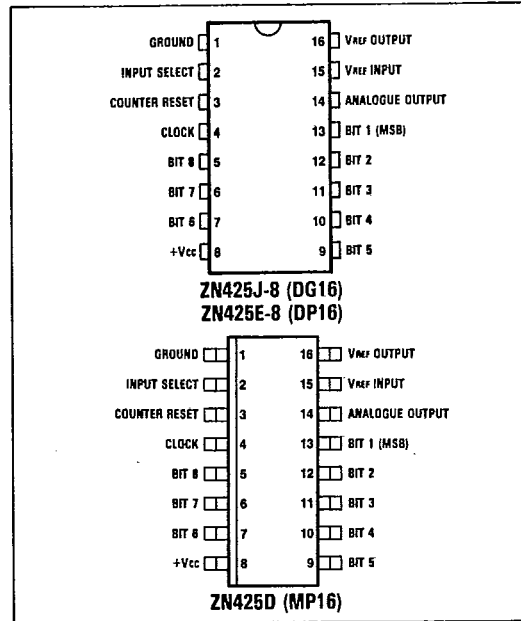 GROUND 1 16 VREF OUTPUT
INPUT SELECT 2 15 VREF INPUT
COUNTER RESET 3 14 ANALOGUE OUTPUT
CLOCK 4 13 BIT 1 (MSB)
BIT 8 5 12 BIT 2
BIT 7 6 11 BIT 3
BIT 6 7 10 BIT 4
+VCC 8 9 BIT 5
ZN425J-8 (DG16)
ZN425E-8 (DP16)
GROUND 1 16 VREF OUTPUT
INPUT SELECT 2 15 VREF INPUT
COUNTER RESET 3 14 ANALOGUE OUTPUT
CLOCK 4 13 BIT 1 (MSB)
BIT 8 5 12 BIT 2
BIT 7 6 11 BIT 3
BIT 6 7 10 BIT 4
+VCC 8 9 BIT 5
ZN425D (MP16)